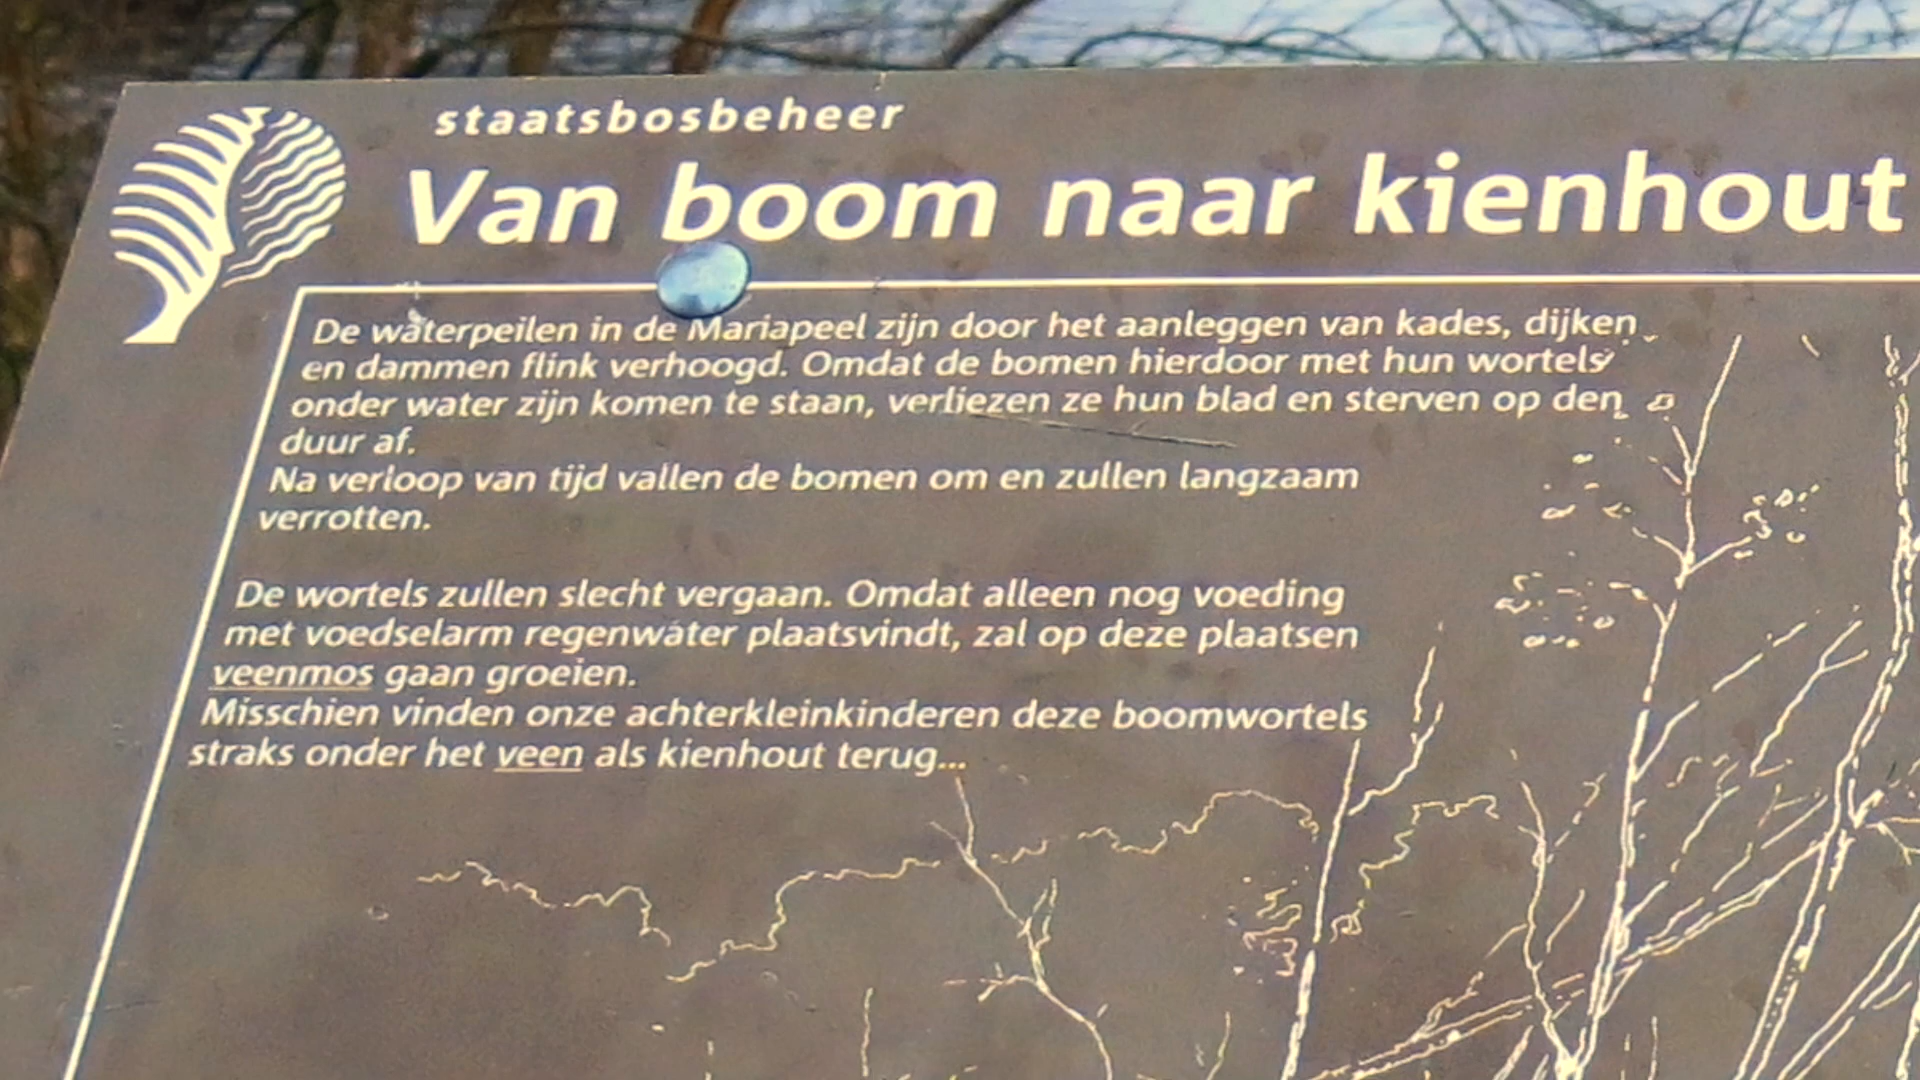 staatsbosbeheer
Van boom naar kienhout
De waterpeilen in de Mariapeel zijn door het aanleggen van kades, dijken
en dammen flink verhoogd. Omdat de bomen hierdoor met hun wortels
onder water zijn komen te staan, verliezen ze hun blad en sterven op den
duur af.
Na verloop van tijd vallen de bomen om en zullen langzaam
verrotten.
De wortels zullen slecht vergaan. Omdat alleen nog voeding
met voedselarm regenwater plaatsvindt, zal op deze plaatsen
veenmos gaan groeien.
Misschien vinden onze achterkleinkinderen deze boomwortels
straks onder het veen als kienhout terug...